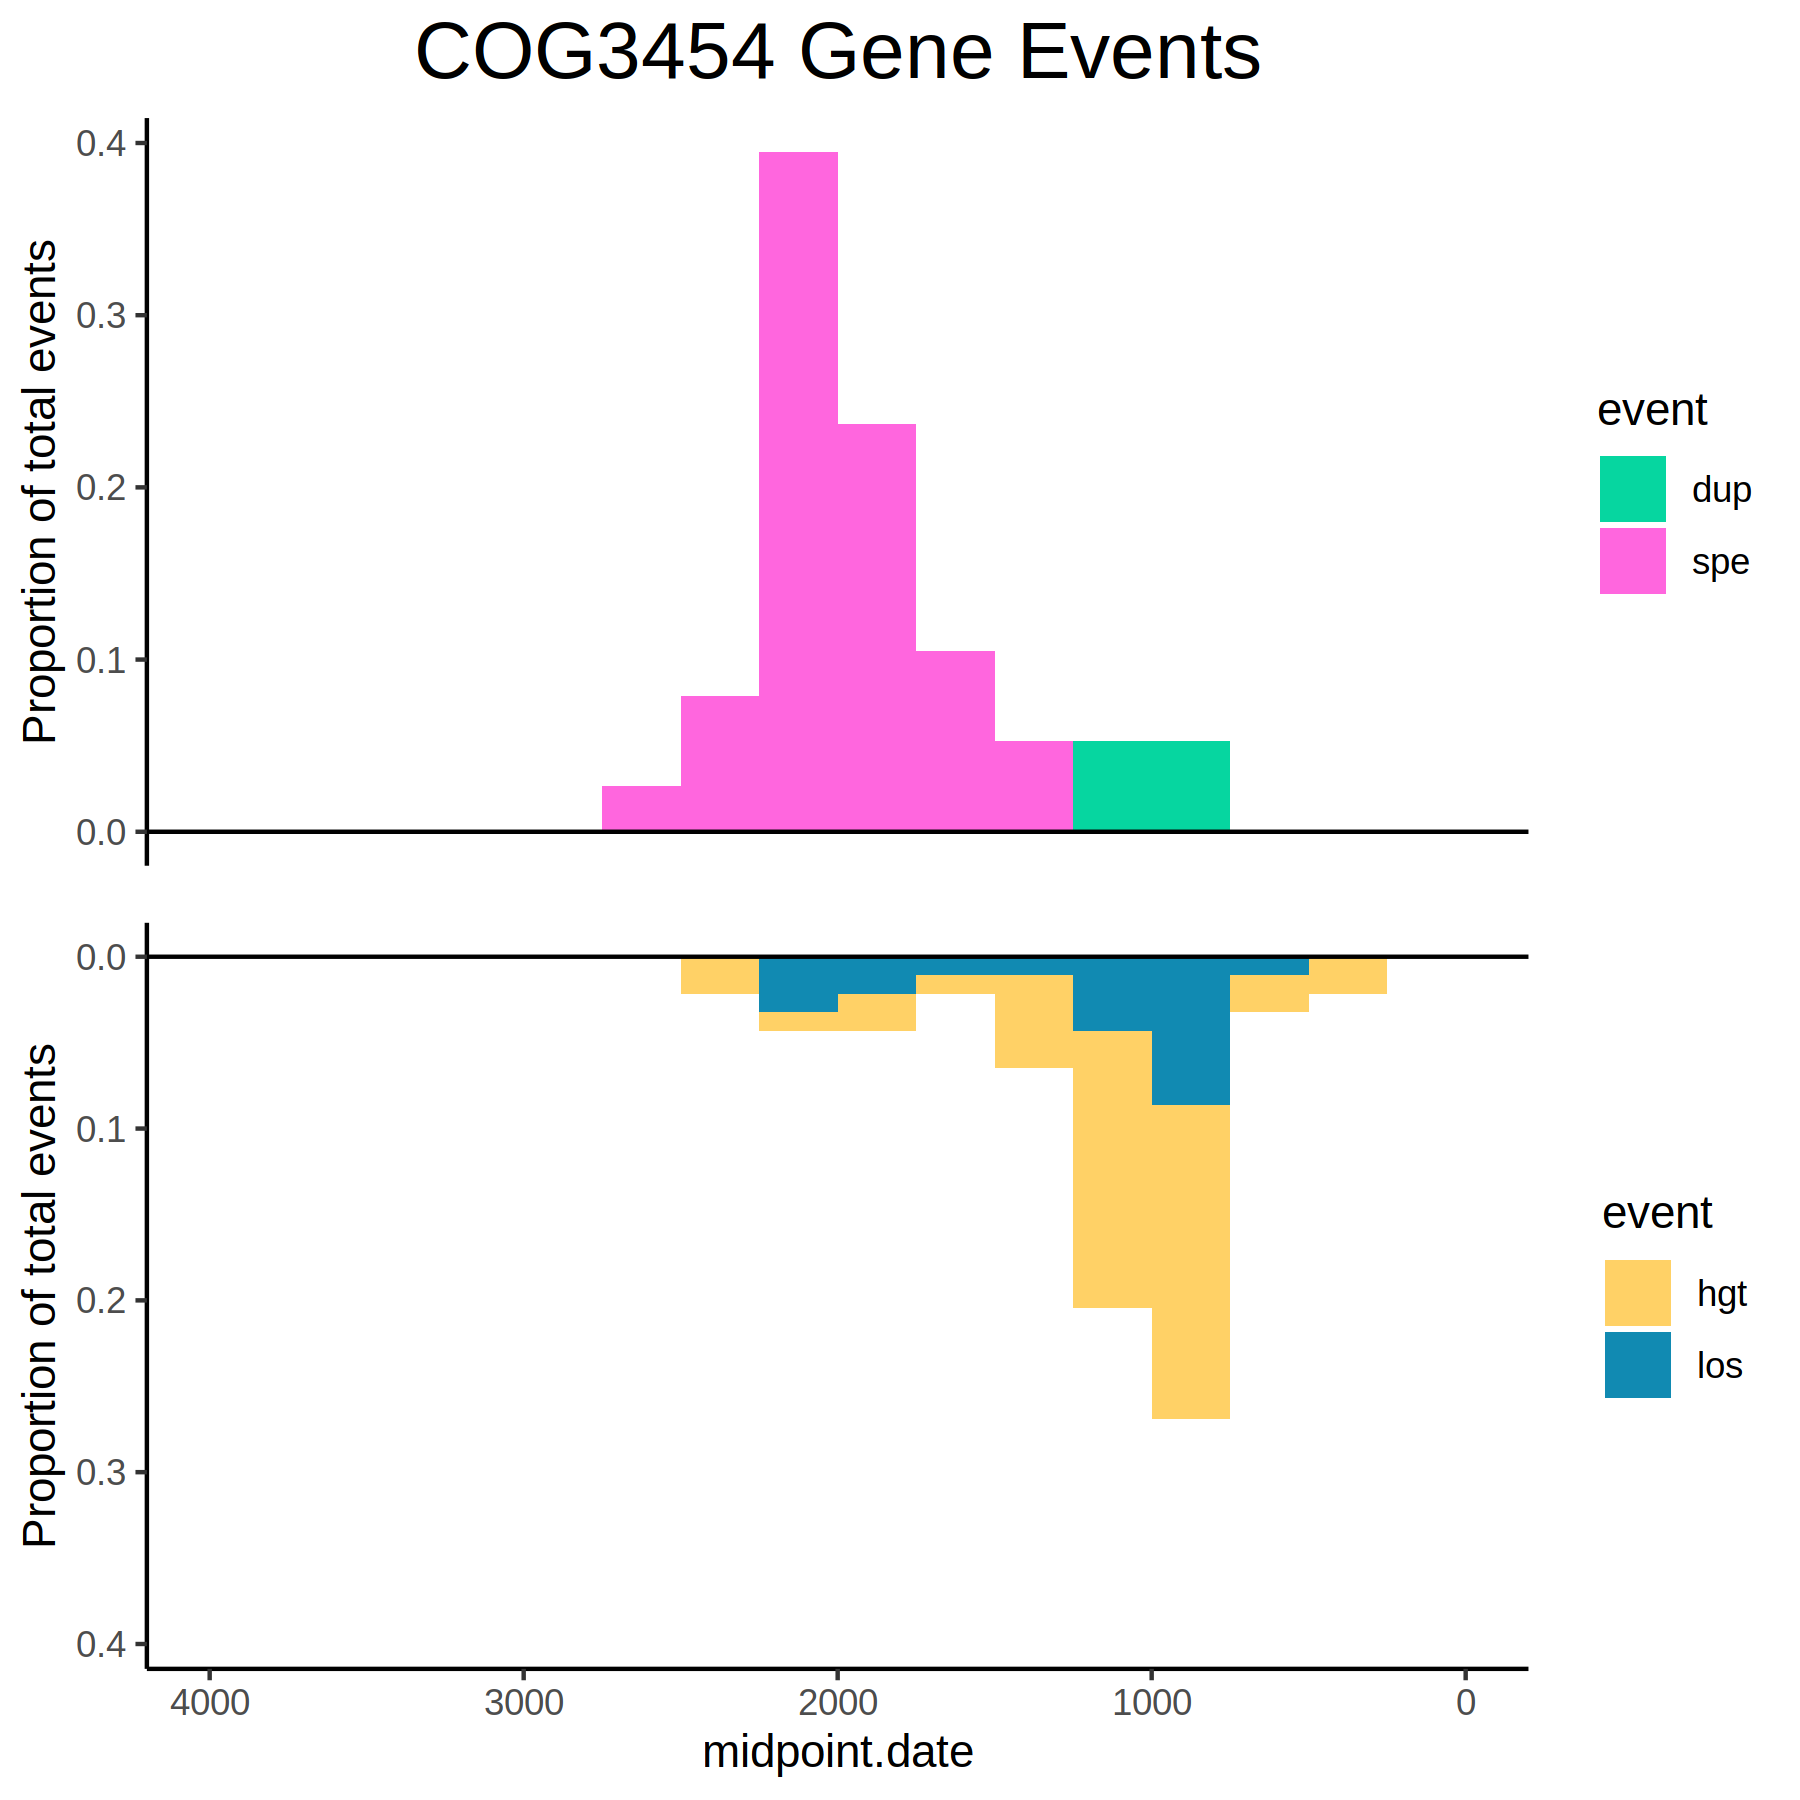 COG3454 Gene Events
0.4
0.3
0.2
0.1
0.0
Proportion of total events
event
dup
spe
0.0
0.1
0.2
0.3
0.4
Proportion of total events
event
hgt
los
4000 3000 2000 1000 0
midpoint.date